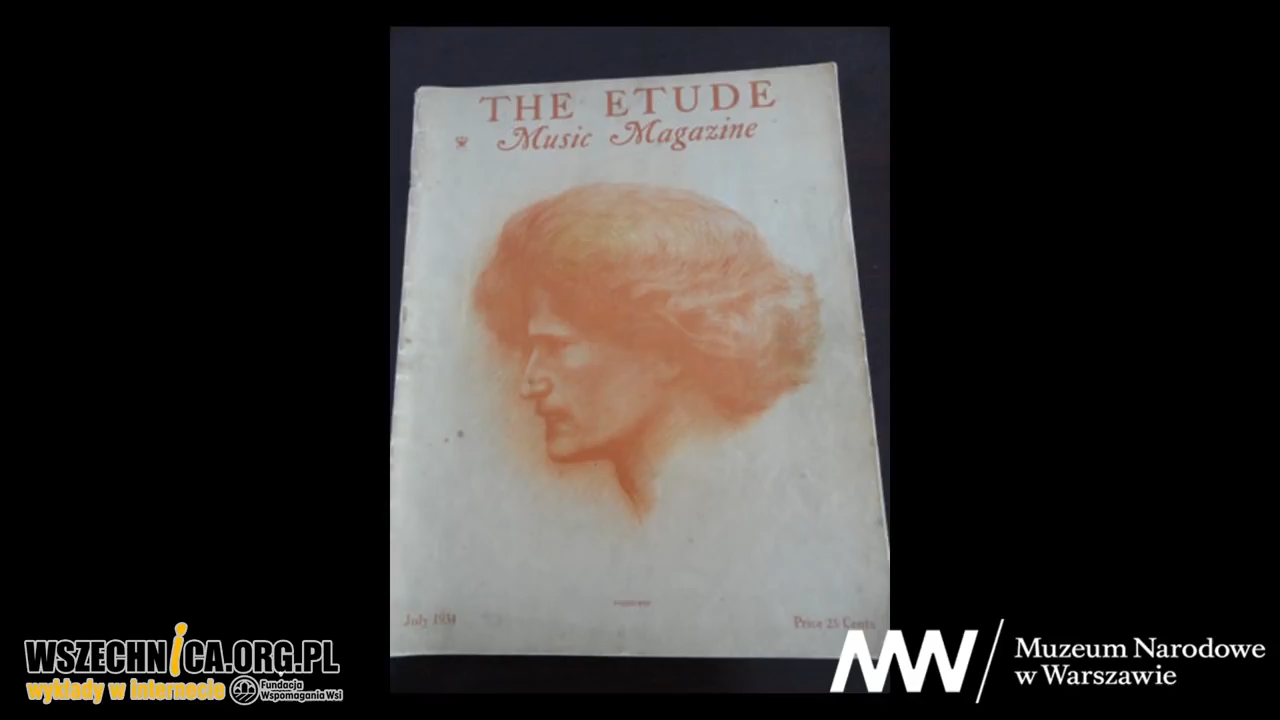 THE ETUDE
Music Magazine
July 1934
Price 25 Cents
WSZECHNICA.ORG.PL
wykłady w Internecie
Fundacja
Wspomagania Wsi
Muzeum Narodowe
w Warszawie